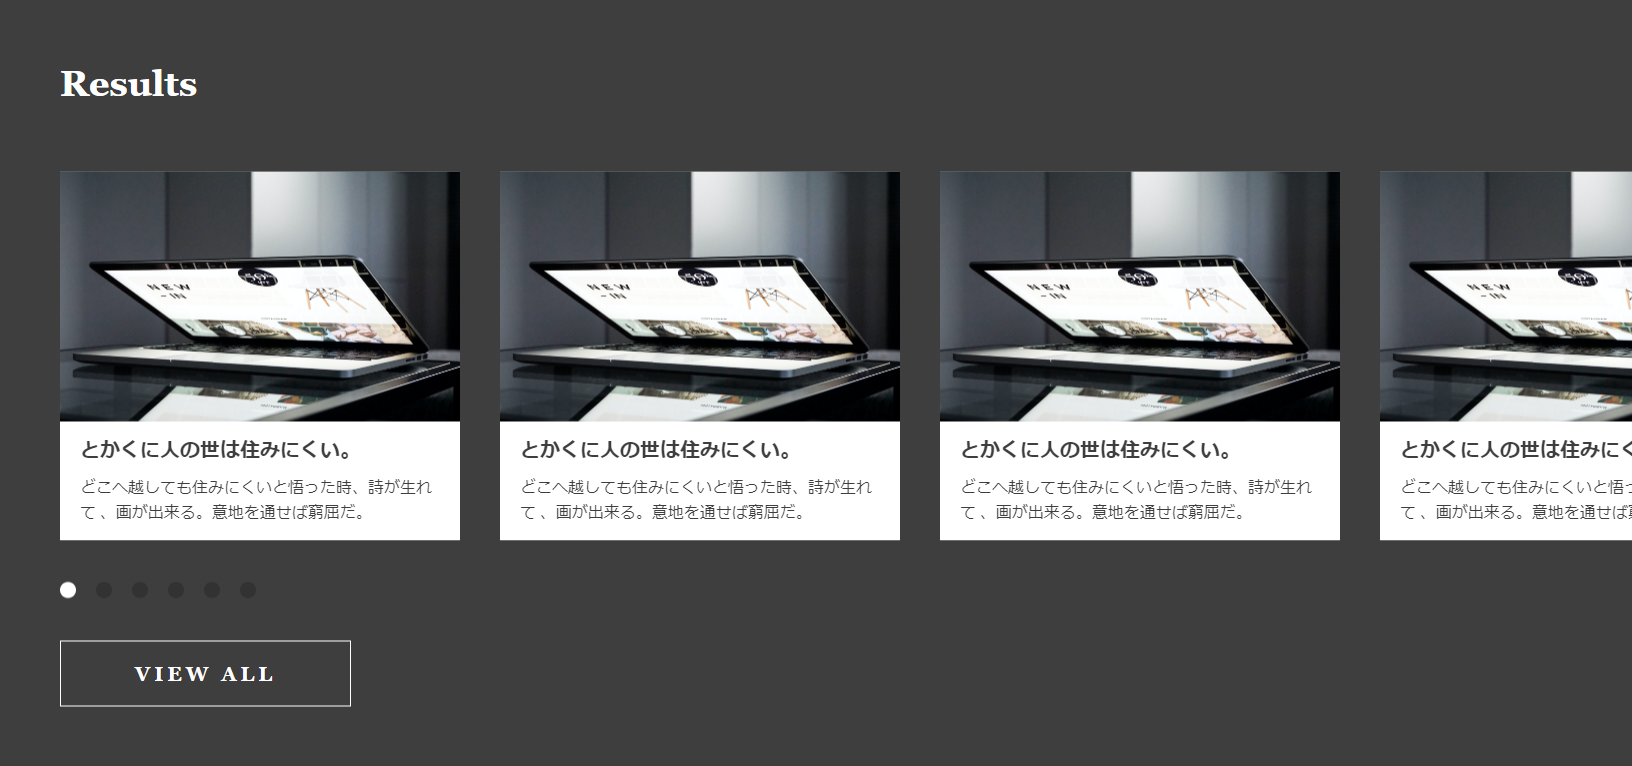 Results
NEW
-IN
NEW
-IN
NEW
-IN
NEW
-IN
とかくに人の世は住みにくい。
どこへ越しても住みにくいと悟った時、詩が生れ
て 、画が出来る。意地を通せば窮屈だ。
とかくに人の世は住みにくい。
どこへ越しても住みにくいと悟った時、詩が生れ
て 、画が出来る。意地を通せば窮屈だ。
とかくに人の世は住みにくい。
どこへ越しても住みにくいと悟った時、詩が生れ
て 、画が出来る。意地を通せば窮屈だ。
とかくに人の世は住みに
どこへ越しても住みにくいと悟
て 、画が出来る。意地を通せば
VIEW ALL